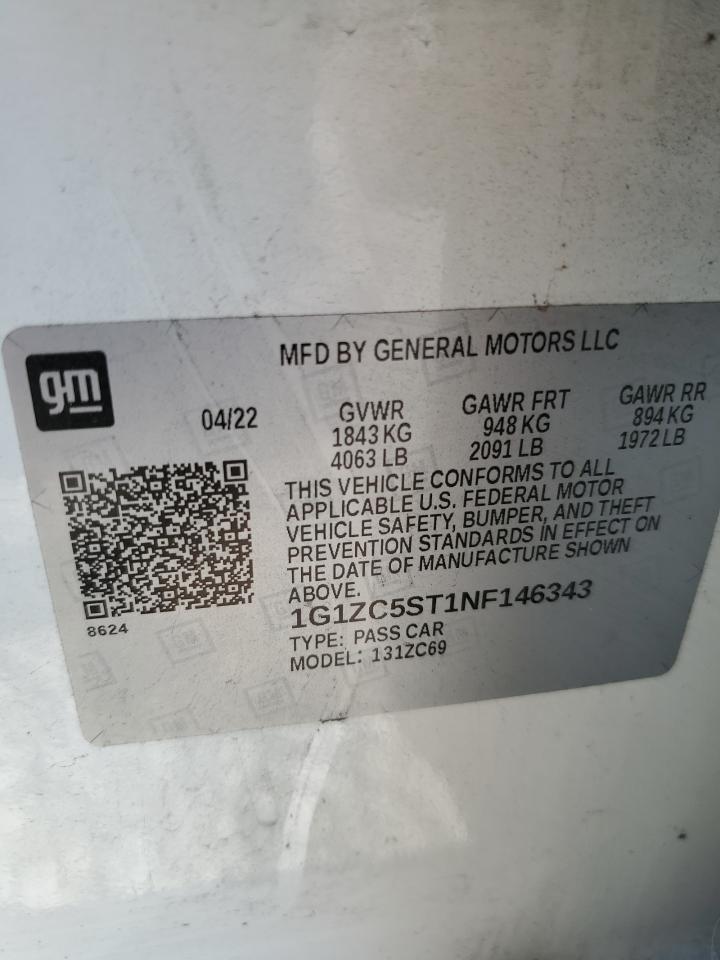 gm
MFD BY GENERAL MOTORS LLC
04/22
GVWR
1843 KG
4063 LB
GAWR FRT
948 KG
2091 LB
GAWR RR
894 KG
1972 LB
THIS VEHICLE CONFORMS TO ALL
APPLICABLE U.S. FEDERAL MOTOR
VEHICLE SAFETY, BUMPER, AND THEFT
PREVENTION STANDARDS IN EFFECT ON
THE DATE OF MANUFACTURE SHOWN
ABOVE.
1G1ZC5ST1NF146343
TYPE: PASS CAR
MODEL: 131ZC69
8624